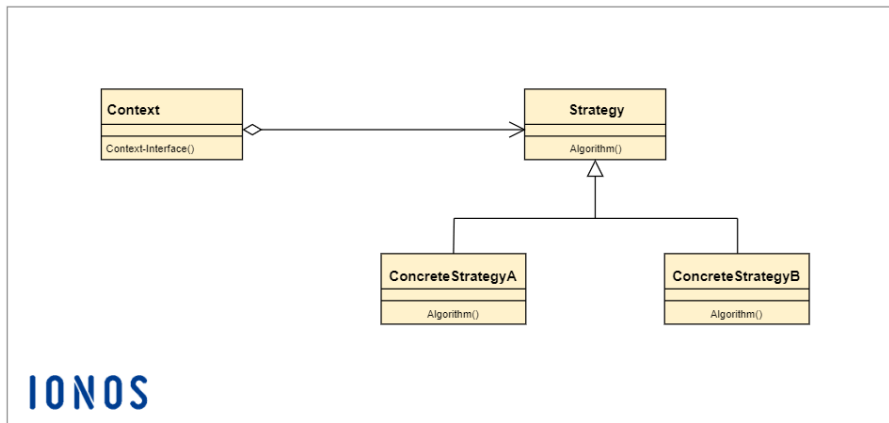 Context
Context-Interface()
Strategy
Algorithm()
ConcreteStrategyA
Algorithm()
ConcreteStrategyB
Algorithm()
IONOS